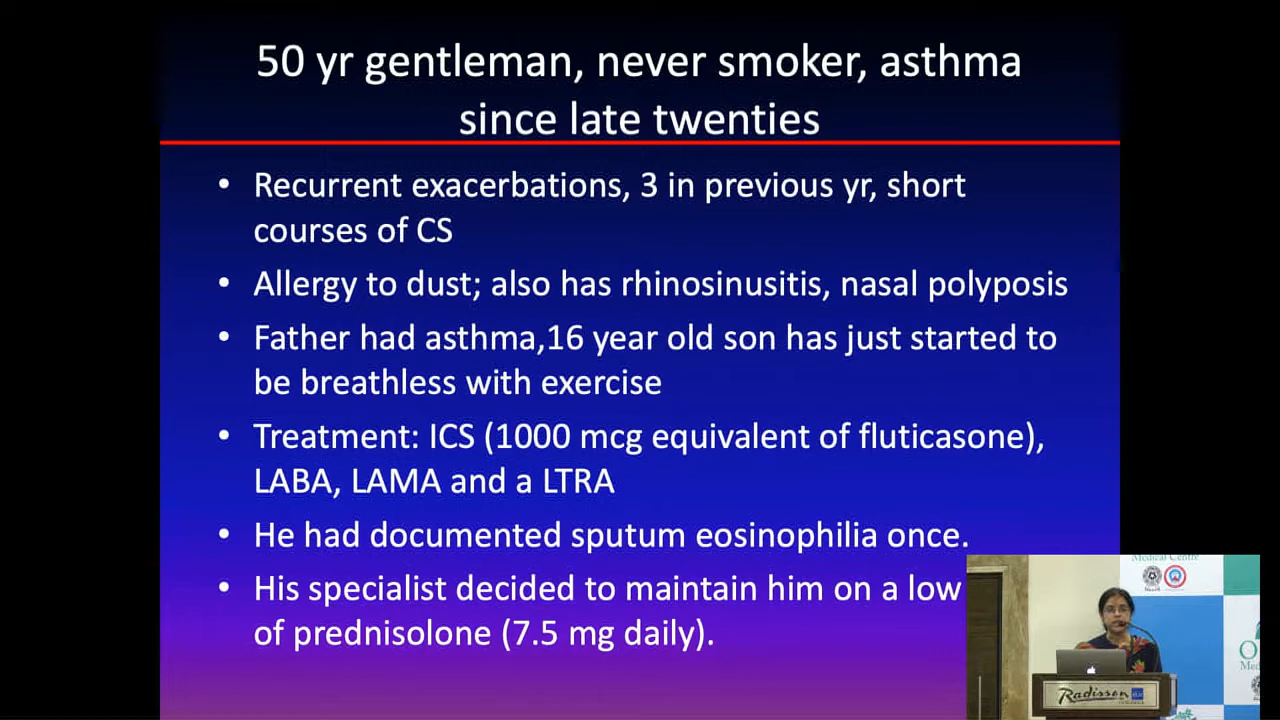 50 yr gentleman, never smoker, asthma
since late twenties
• Recurrent exacerbations, 3 in previous yr, short
courses of CS
• Allergy to dust; also has rhinosinusitis, nasal polyposis
• Father had asthma,16 year old son has just started to
be breathless with exercise
• Treatment: ICS (1000 mcg equivalent of fluticasone),
LABA, LAMA and a LTRA
• He had documented sputum eosinophilia once.
• His specialist decided to maintain him on a low
of prednisolone (7.5 mg daily).
Medical Centre
Radisson